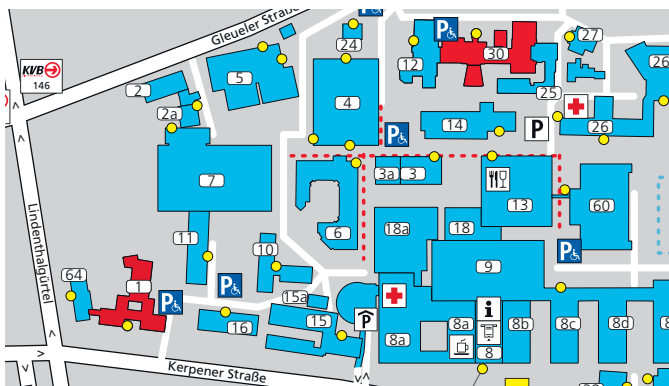 Gleueler Straße
KVB
146
2
2a
5
24
4
12
30
25
27
26
26
14
P
P
P
3a
3
7
6
13
60
11
10
18a
18
9
P
64
1
P
P
15a
16
15
P
8a
8a
i
8
8b
8c
8d
8
Lindenthalgürtel
Kerpener Straße